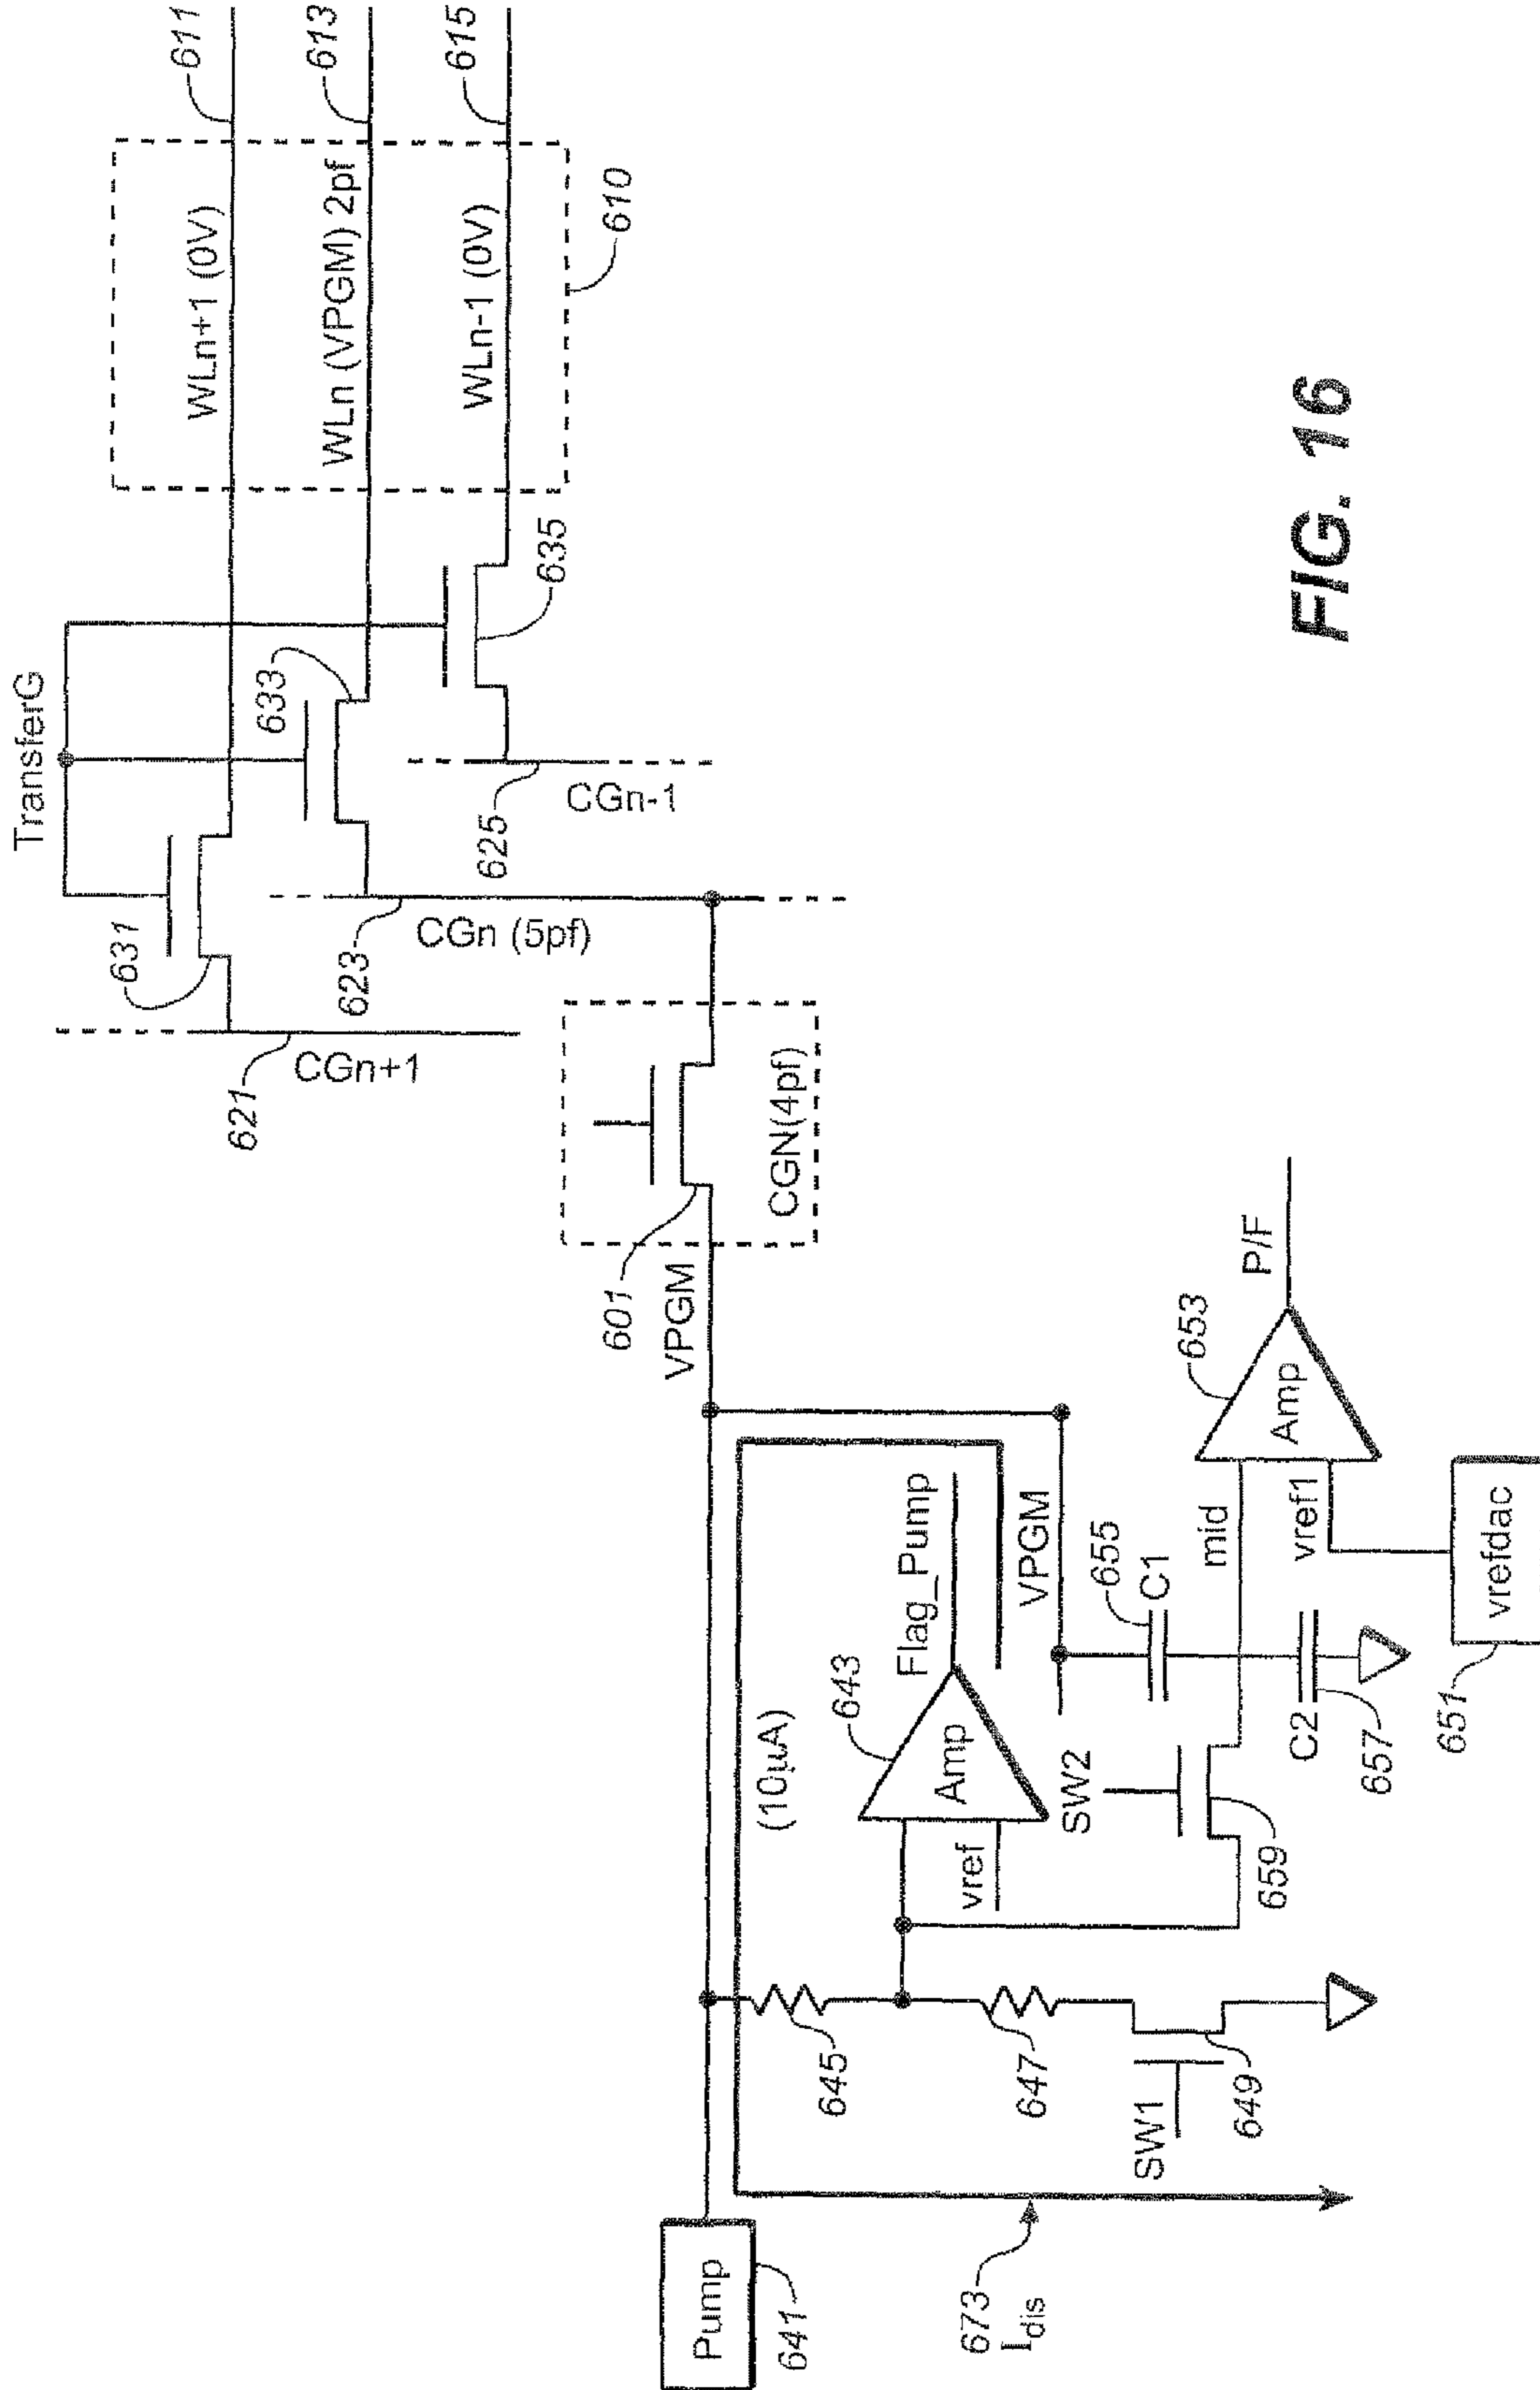 TransferG
611
613
615
WLn+1 (0V)
WLn (VPGM) 2pf
WLn-1 (0V)
610
631
633
635
621
CGn+1
623
CGn (5pf)
625
CGn-1
601
CGN(4pf)
VPGM
Pump
641
(10µA)
673
Idis
645
647
SW1
649
643
Amp
vref
Flag_Pump
VPGM
SW2
659
655
C1
C2
657
mid
vref1
653
Amp
P/F
vrefdac
651
FIG. 16